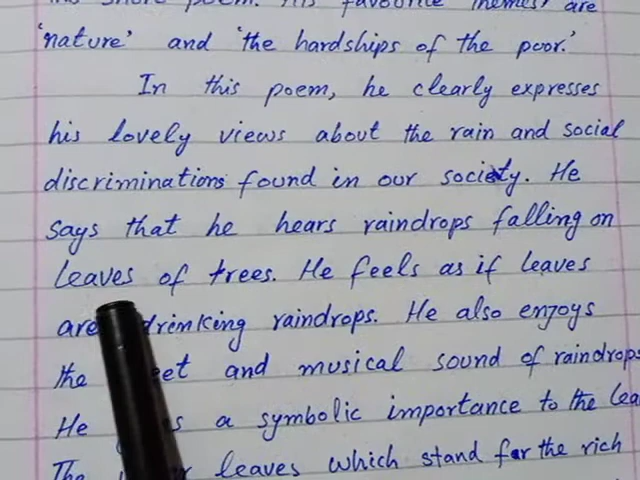 short poem. His favourite themes, are
'nature' and 'the hardships of the poor.'
In this poem, he clearly expresses
his lovely views about the rain and social
discriminations found in our society. He
says that he hears raindrops falling on
leaves of trees. He feels as if leaves
are drinking raindrops. He also enjoys
the and musical sound of raindrops
He a symbolic importance to the lea
The leaves which stand for the rich